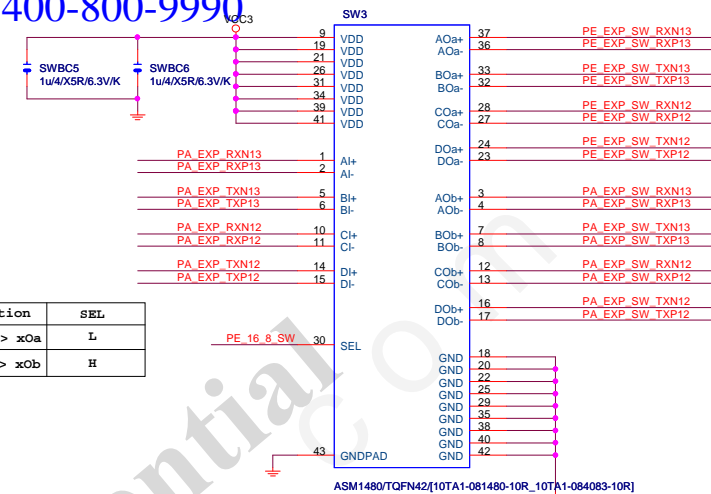 400-800-9990
VCC3
SW3
SWBC5
1u/4/X5R/6.3V/K
SWBC6
1u/4/X5R/6.3V/K
9 VDD
19 VDD
21 VDD
26 VDD
31 VDD
34 VDD
39 VDD
41 VDD
PA_EXP_RXN13 1 AI+
PA_EXP_RXP13 2 AI-
PA_EXP_TXN13 5 BI+
PA_EXP_TXP13 6 BI-
PA_EXP_RXN12 10 CI+
PA_EXP_RXP12 11 CI-
PA_EXP_TXN12 14 DI+
PA_EXP_TXP12 15 DI-
PE_16_8_SW 30 SEL
43 GNDPAD
AOa+ 37 PE_EXP_SW_RXN13
AOa- 36 PE_EXP_SW_RXP13
BOa+ 33 PE_EXP_SW_TXN13
BOa- 32 PE_EXP_SW_TXP13
COa+ 28 PE_EXP_SW_RXN12
COa- 27 PE_EXP_SW_RXP12
DOa+ 24 PE_EXP_SW_TXN12
DOa- 23 PE_EXP_SW_TXP12
AOb+ 3 PA_EXP_SW_RXN13
AOb- 4 PA_EXP_SW_RXP13
BOb+ 7 PA_EXP_SW_TXN13
BOb- 8 PA_EXP_SW_TXP13
COb+ 12 PA_EXP_SW_RXN12
COb- 13 PA_EXP_SW_RXP12
DOb+ 16 PA_EXP_SW_TXN12
DOb- 17 PA_EXP_SW_TXP12
GND 18
GND 20
GND 22
GND 25
GND 29
GND 35
GND 38
GND 40
GND 42
tion SEL
> xOa L
> xOb H
ential
com
ASM1480/TQFN42/[10TA1-081480-10R_10TA1-084083-10R]